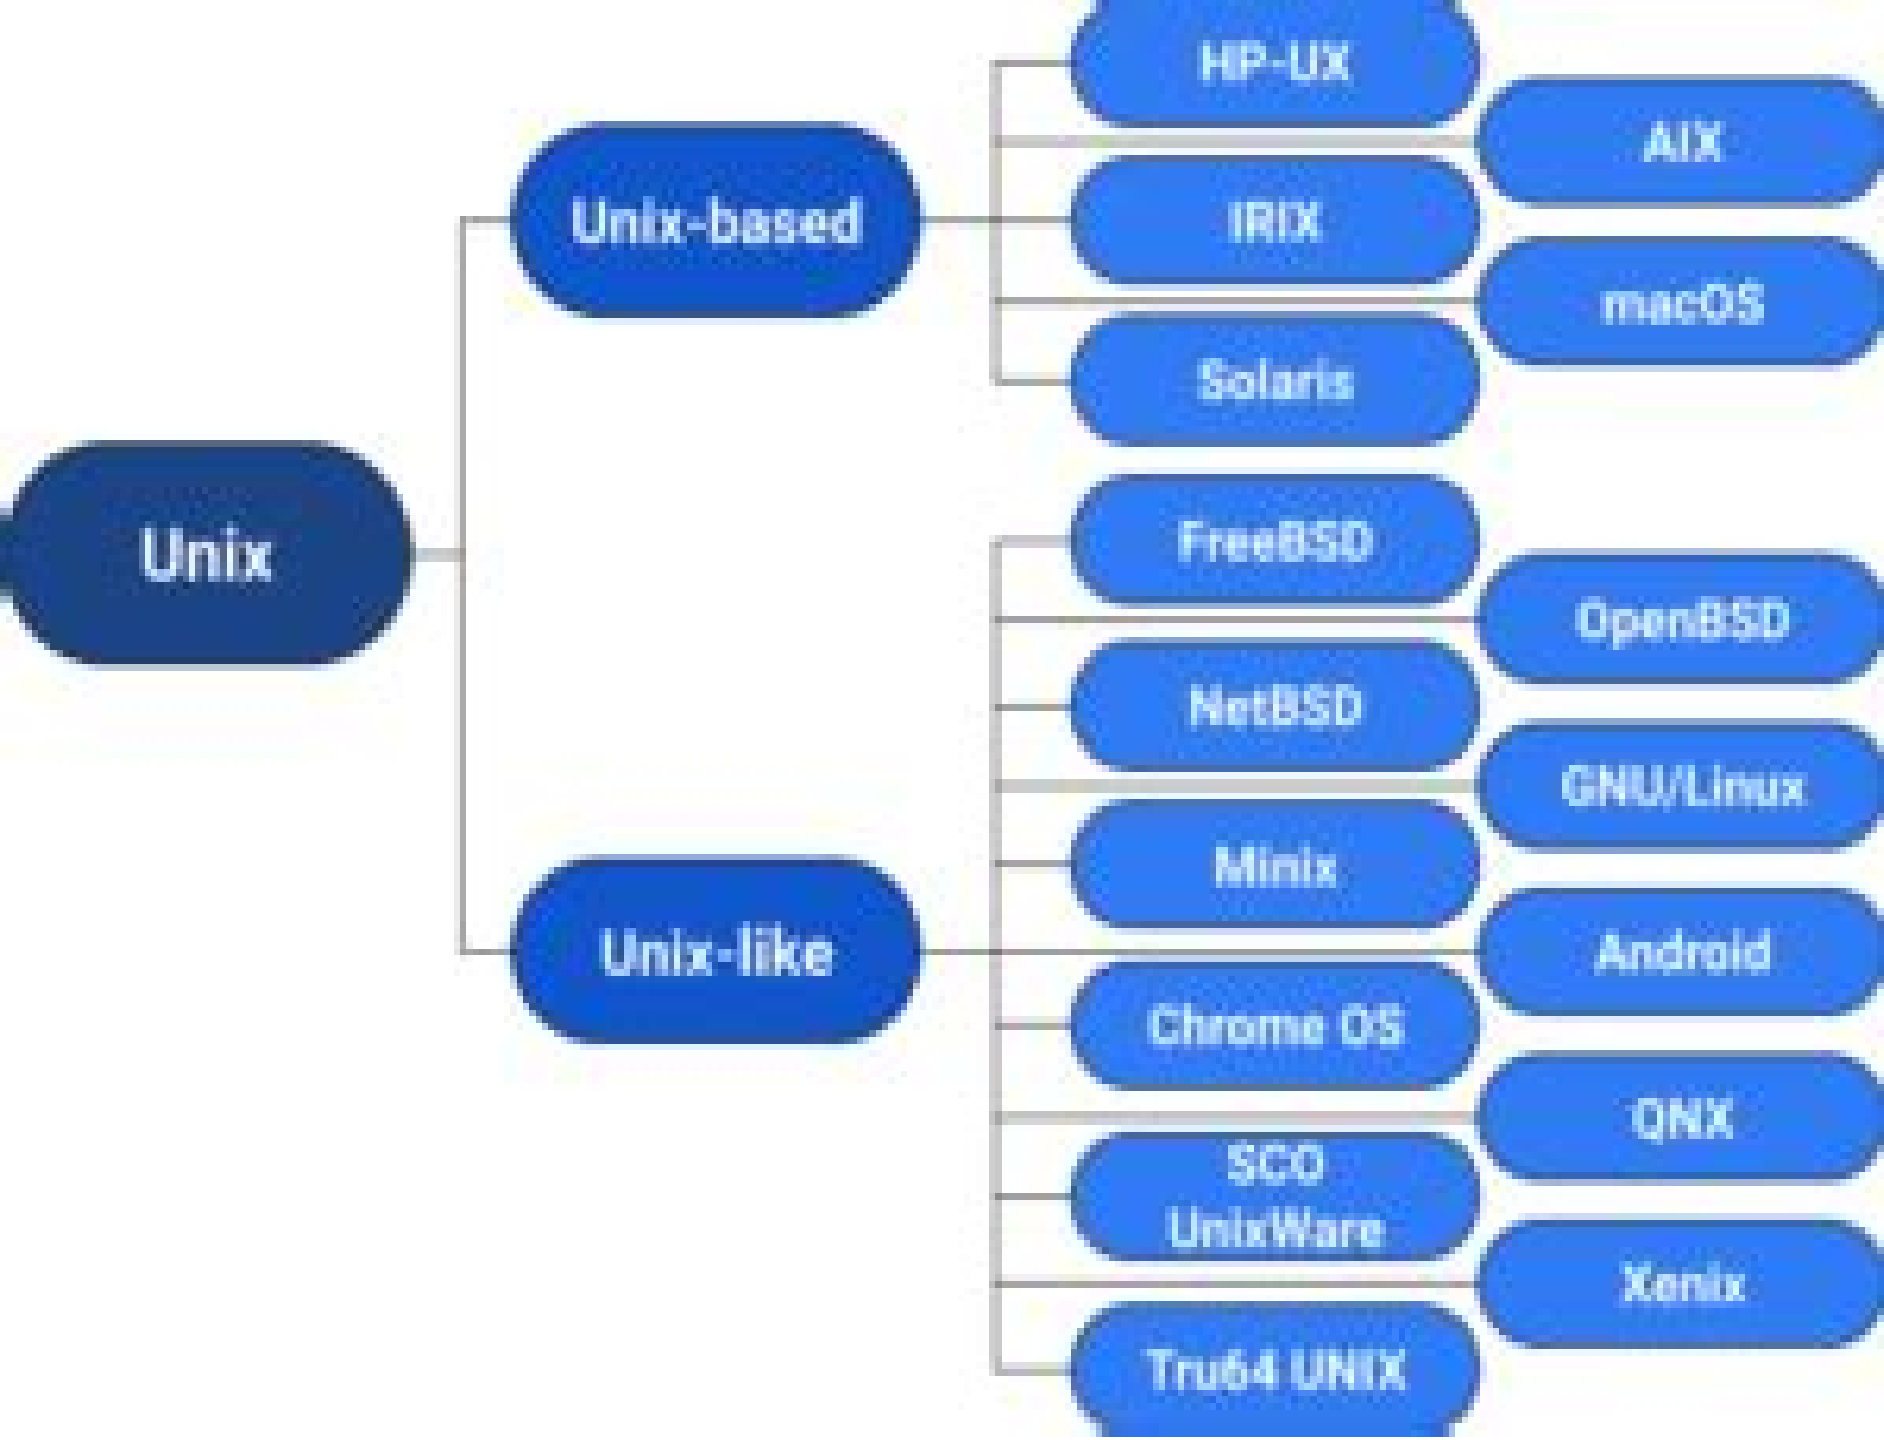 HP-UX
AIX
Unix-based
IRIX
macOS
Solaris
Unix
FreeBSD
OpenBSD
NetBSD
GNU/Linux
Minix
Unix-like
Android
Chrome OS
QNX
SCO
UnixWare
Xenix
Tru64 UNIX